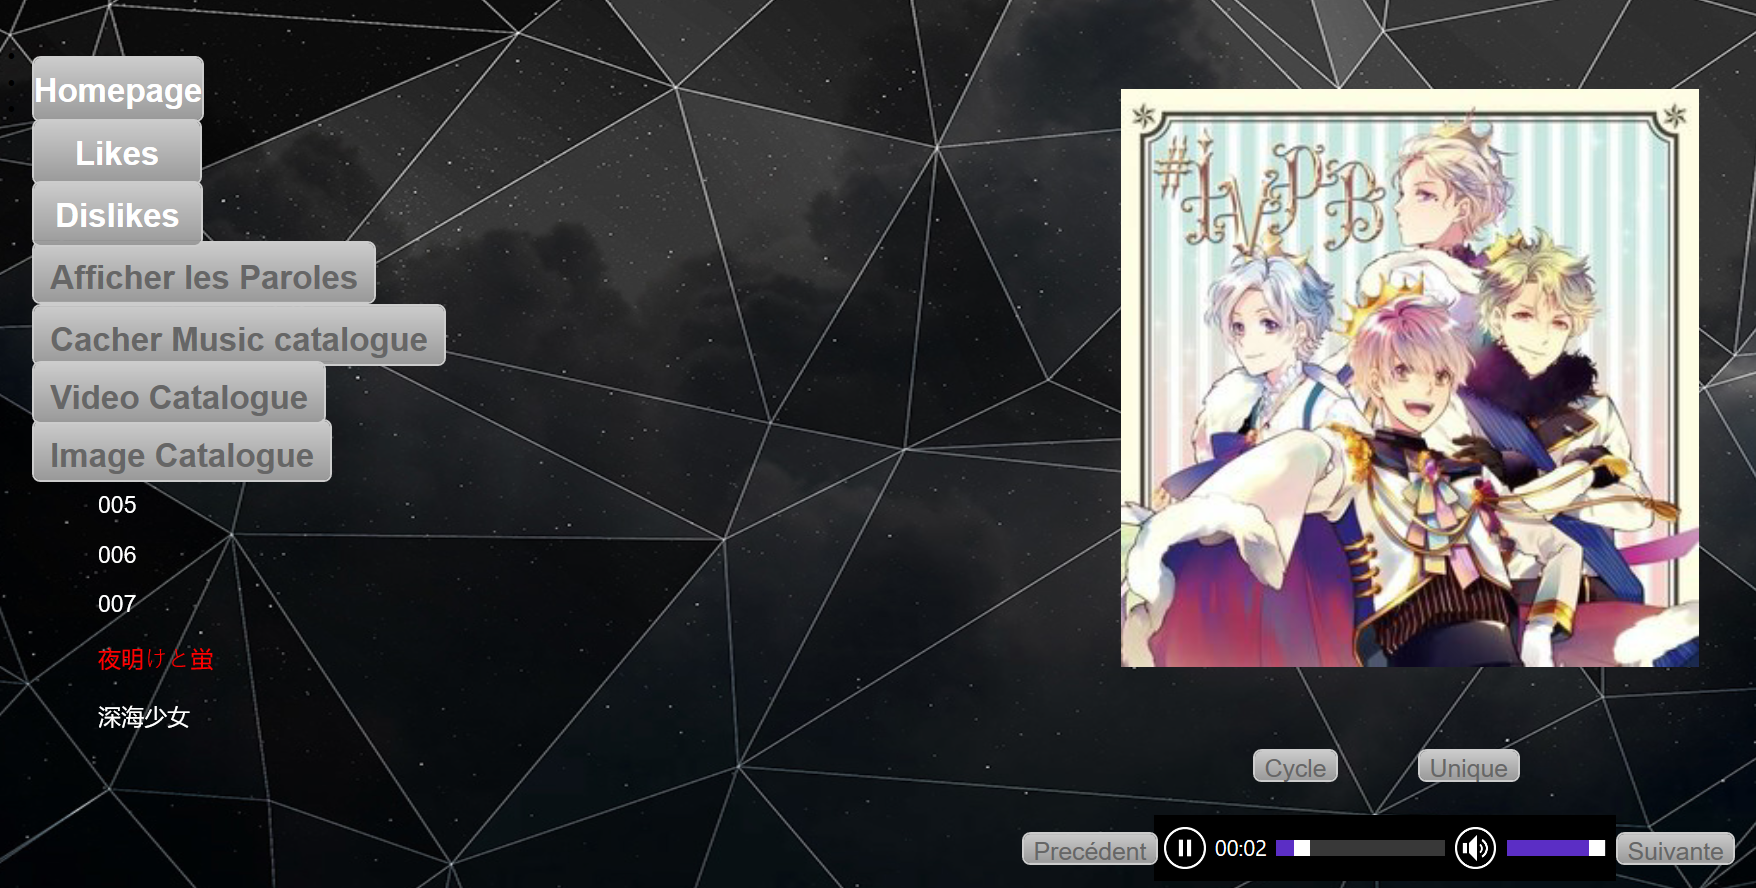 Homepage
Likes
Dislikes
Afficher les Paroles
Cacher Music catalogue
Video Catalogue
Image Catalogue
005
006
007
夜明けと蛍
深海少女
#IVPB
Cycle
Unique
Precédent
00:02
Suivante